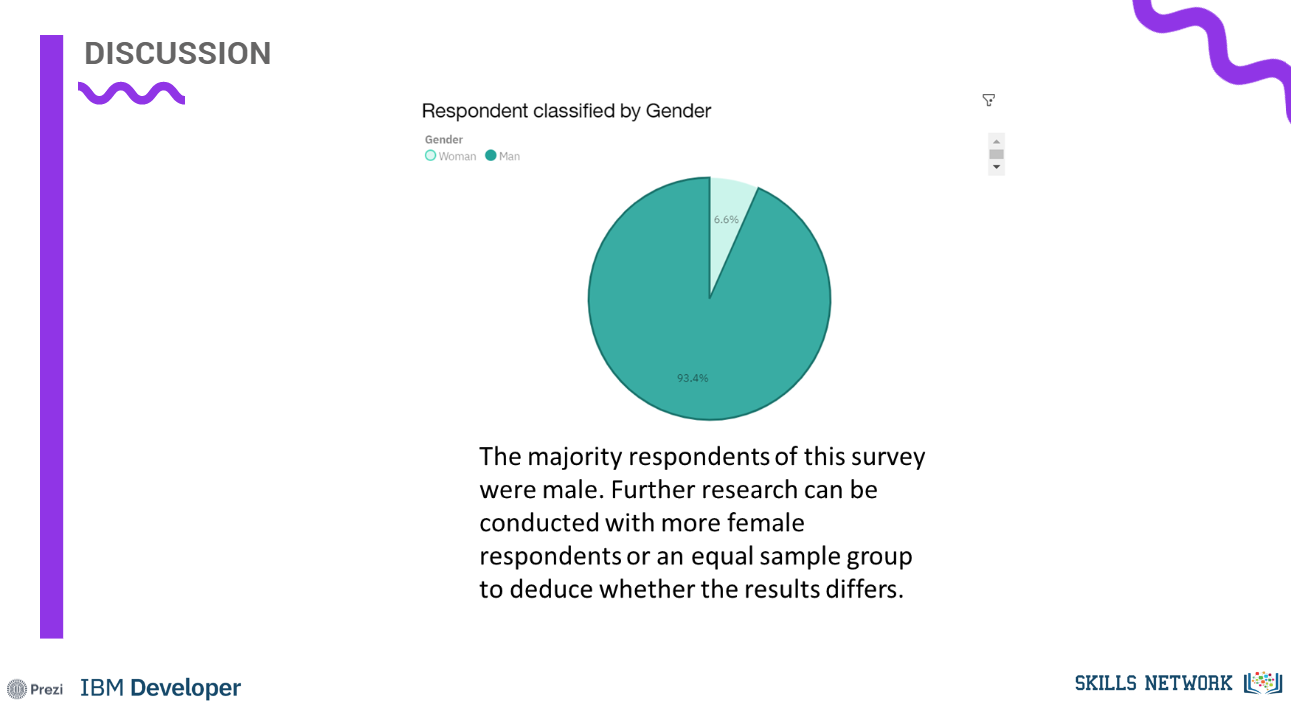 DISCUSSION
Respondent classified by Gender
Gender
Woman Man
6.6%
93.4%
The majority respondents of this survey
were male. Further research can be
conducted with more female
respondents or an equal sample group
to deduce whether the results differs.
Prezi IBM Developer
SKILLS NETWORK